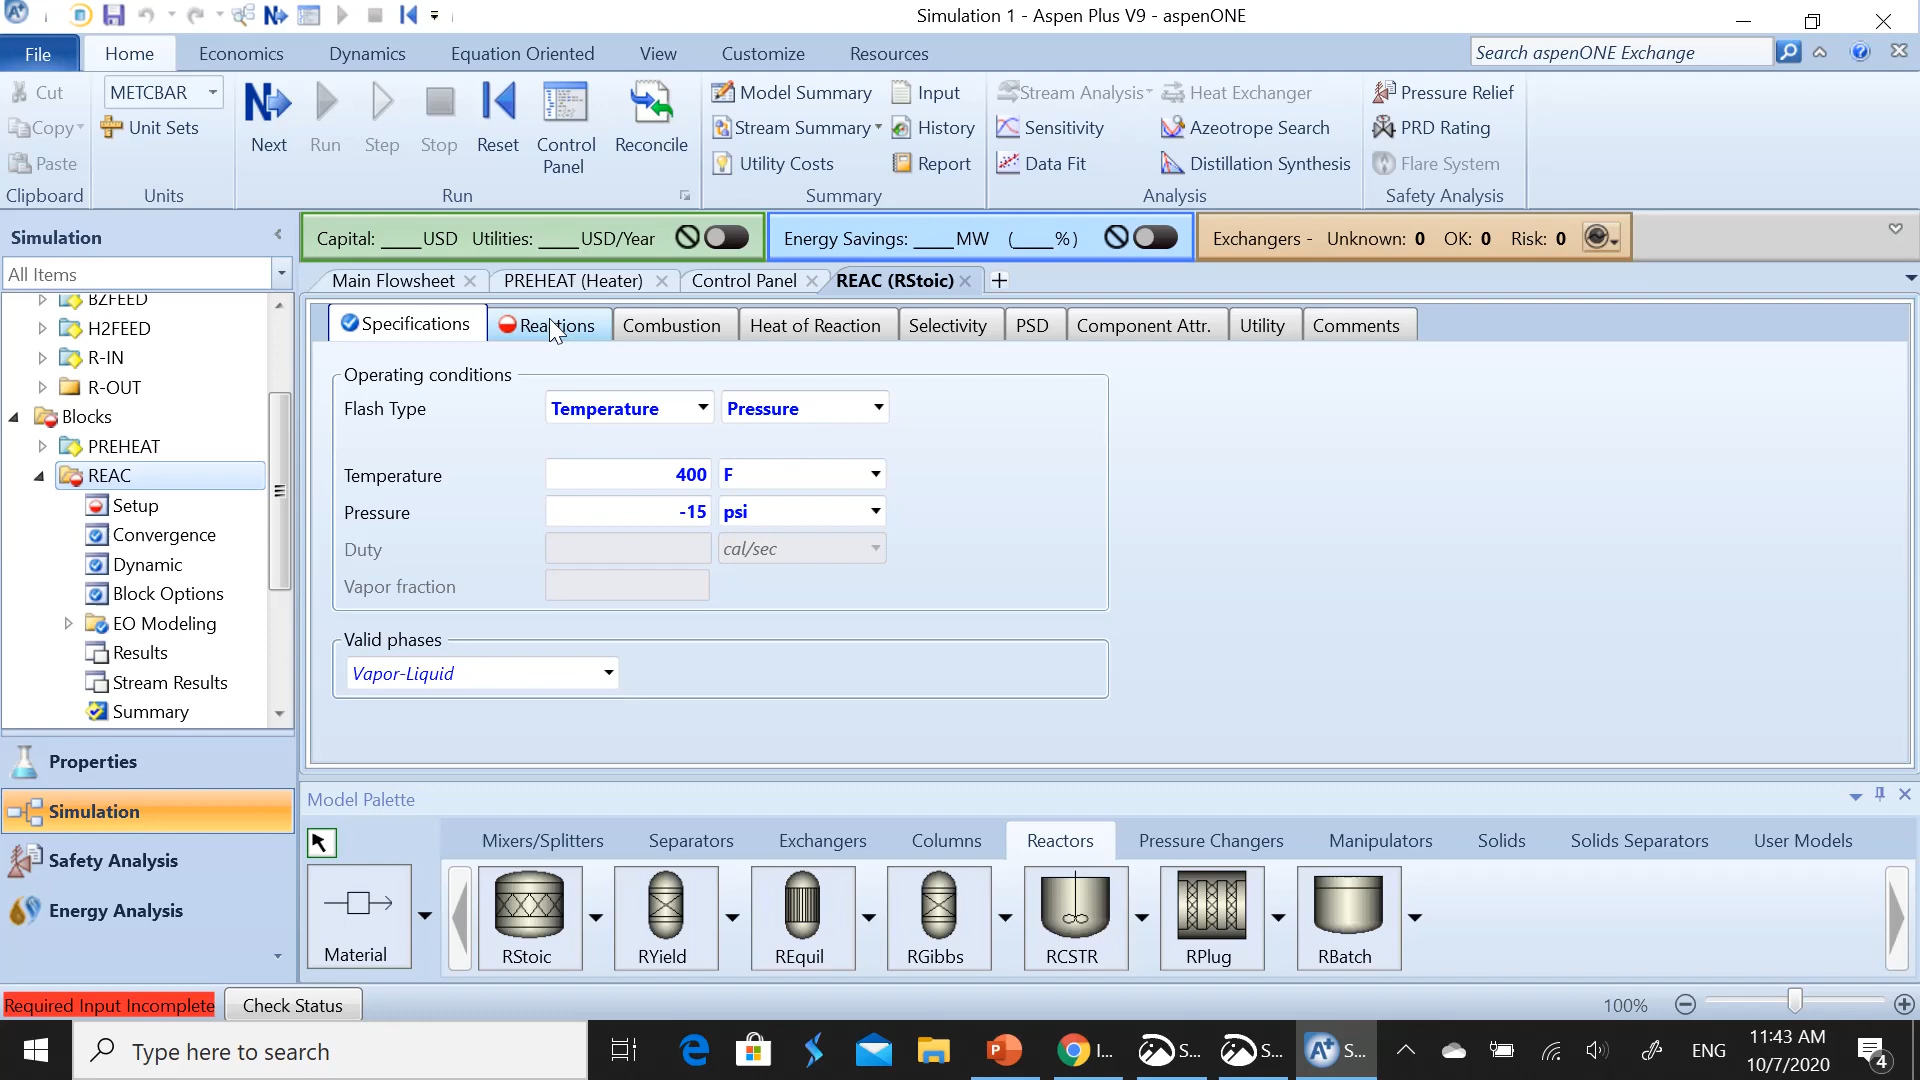 Simulation 1 - Aspen Plus V9 - aspenONE
File Home Economics Dynamics Equation Oriented View Customize Resources Search aspenONE Exchange
Cut METCBAR Model Summary Input Stream Analysis Heat Exchanger Pressure Relief
Copy Unit Sets Next Run Step Stop Reset Control Panel Reconcile Stream Summary History Sensitivity Azeotrope Search PRD Rating
Paste Utility Costs Report Data Fit Distillation Synthesis Flare System
Clipboard Units Run Summary Analysis Safety Analysis
Simulation Capital: ____USD Utilities: ____USD/Year Energy Savings: ____MW (____%) Exchangers - Unknown: 0 OK: 0 Risk: 0
All Items Main Flowsheet PREHEAT (Heater) Control Panel REAC (RStoic)
BZFEED
H2FEED
R-IN
R-OUT
Blocks
PREHEAT
REAC
Setup
Convergence
Dynamic
Block Options
EO Modeling
Results
Stream Results
Summary
Specifications Reactions Combustion Heat of Reaction Selectivity PSD Component Attr. Utility Comments
Operating conditions
Flash Type Temperature Pressure
Temperature 400 F
Pressure -15 psi
Duty cal/sec
Vapor fraction
Valid phases
Vapor-Liquid
Properties
Simulation
Safety Analysis
Energy Analysis
Model Palette
Mixers/Splitters Separators Exchangers Columns Reactors Pressure Changers Manipulators Solids Solids Separators User Models
Material RStoic RYield REquil RGibbs RCSTR RPlug RBatch
Required Input Incomplete Check Status 100%
Type here to search I... S... S... S... ENG 11:43 AM
10/7/2020 4